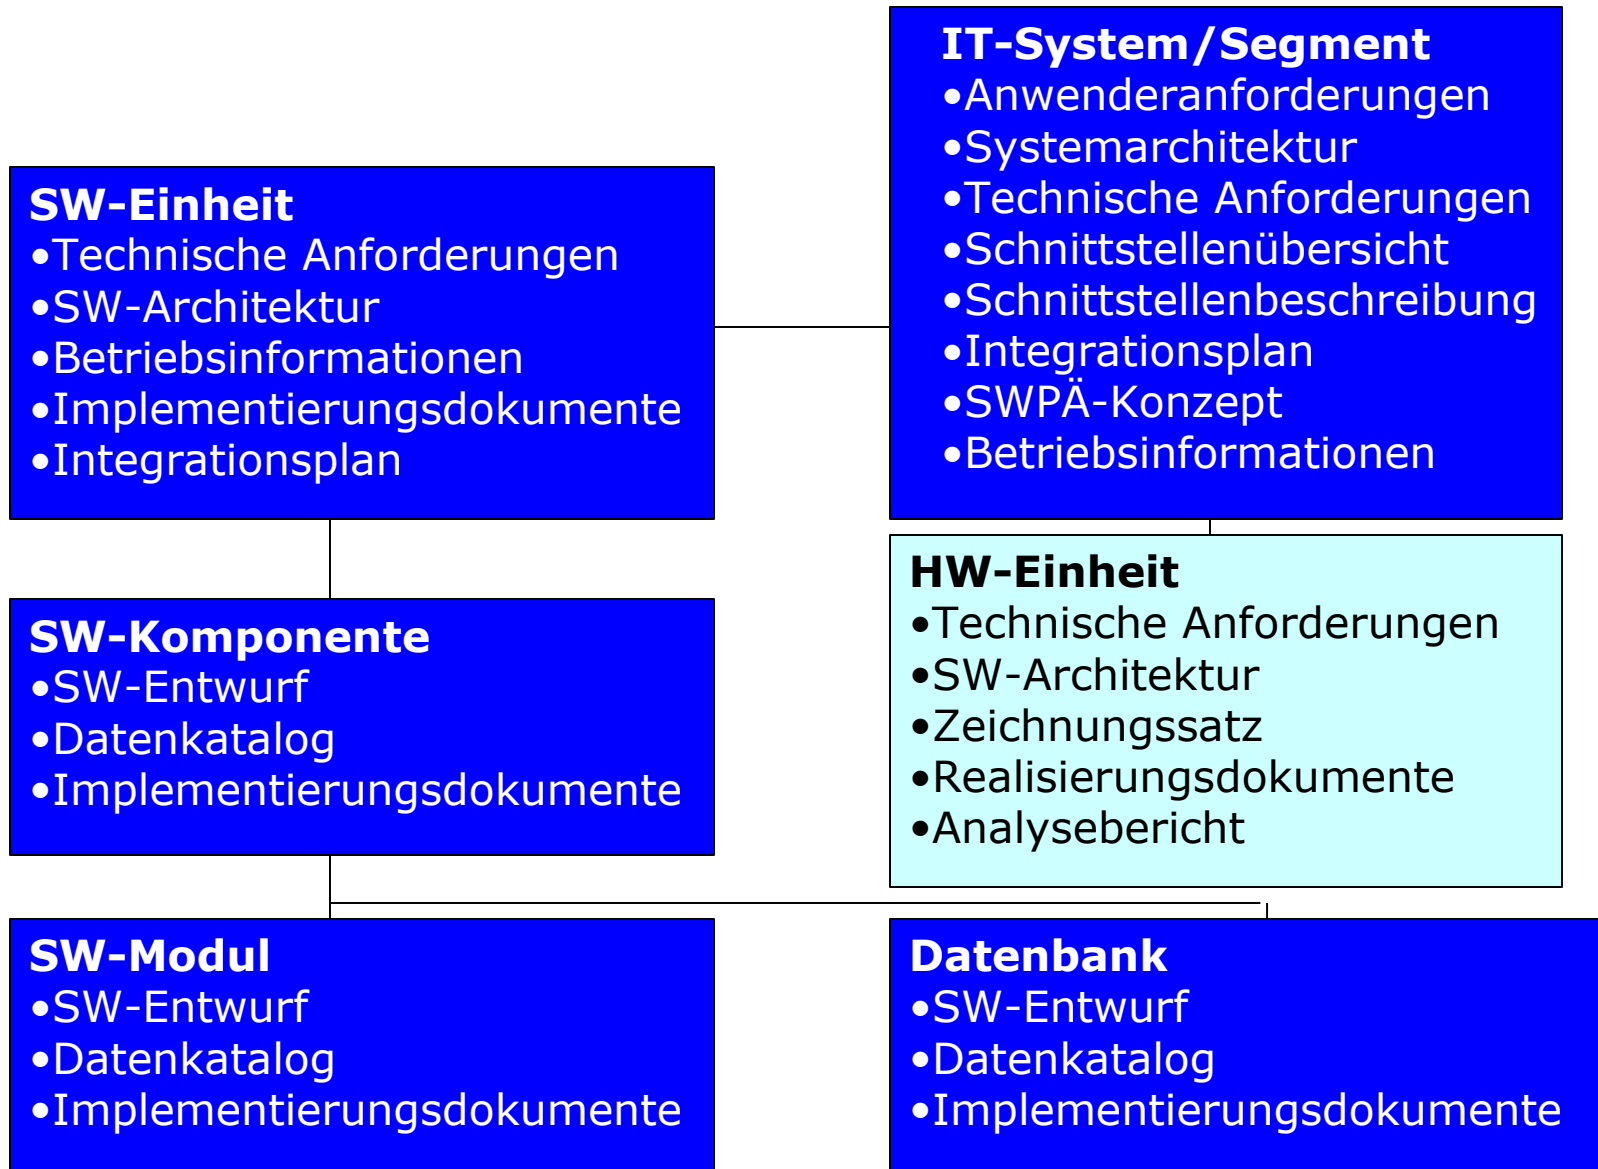 IT-System/Segment
•Anwenderanforderungen
•Systemarchitektur
•Technische Anforderungen
•Schnittstellenübersicht
•Schnittstellenbeschreibung
•Integrationsplan
•SWPÄ-Konzept
•Betriebsinformationen
SW-Einheit
•Technische Anforderungen
•SW-Architektur
•Betriebsinformationen
•Implementierungsdokumente
•Integrationsplan
HW-Einheit
•Technische Anforderungen
•SW-Architektur
•Zeichnungssatz
•Realisierungsdokumente
•Analysebericht
SW-Komponente
•SW-Entwurf
•Datenkatalog
•Implementierungsdokumente
SW-Modul
•SW-Entwurf
•Datenkatalog
•Implementierungsdokumente
Datenbank
•SW-Entwurf
•Datenkatalog
•Implementierungsdokumente